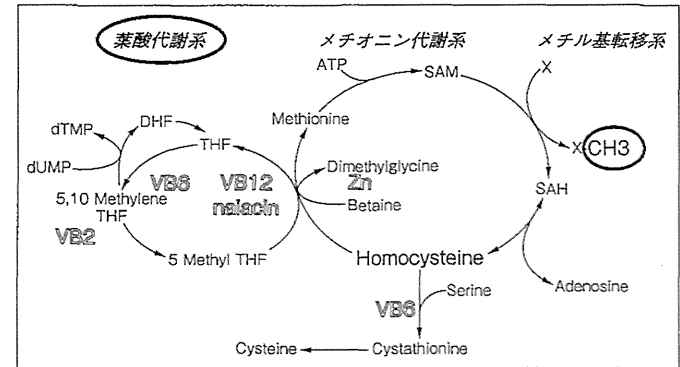 葉酸代謝系
メチオニン代謝系
メチル基転移系
ATP
SAM
X
Methionine
dTMP
DHF
THF
X-CH3
dUMP
Dimethylglycine
VB6
VB12
nalacin
Zn
5,10 Methylene
THF
Betaine
SAH
VB2
5 Methyl THF
Homocysteine
Adenosine
Serine
VB6
Cysteine
Cystathionine